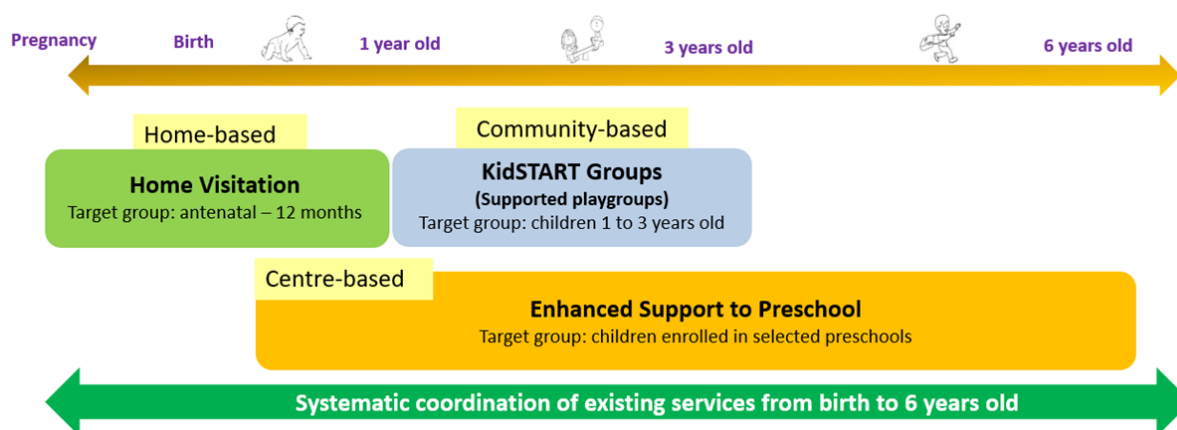 Pregnancy
Birth
1 year old
3 years old
6 years old
Home-based
Home Visitation
Target group: antenatal – 12 months
Community-based
KidSTART Groups
(Supported playgroups)
Target group: children 1 to 3 years old
Centre-based
Enhanced Support to Preschool
Target group: children enrolled in selected preschools
Systematic coordination of existing services from birth to 6 years old